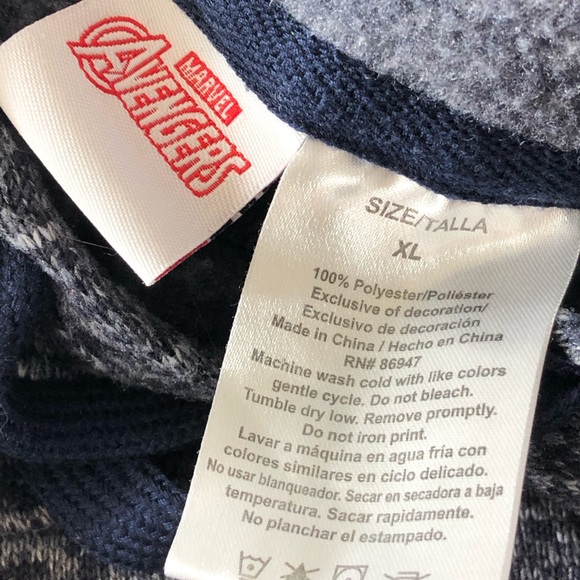 MARVEL
AVENGERS
SIZE/TALLA
XL
100% Polyester/Poliéster
Exclusive of decoration/
Exclusivo de decoración
Made in China / Hecho en China
RN# 86947
Machine wash cold with like colors
gentle cycle. Do not bleach.
Tumble dry low. Remove promptly.
Do not iron print.
Lavar a máquina en agua fría con
colores similares en ciclo delicado.
No usar blanqueador. Secar en secadora a baja
temperatura. Sacar rapidamente.
No planchar el estampado.